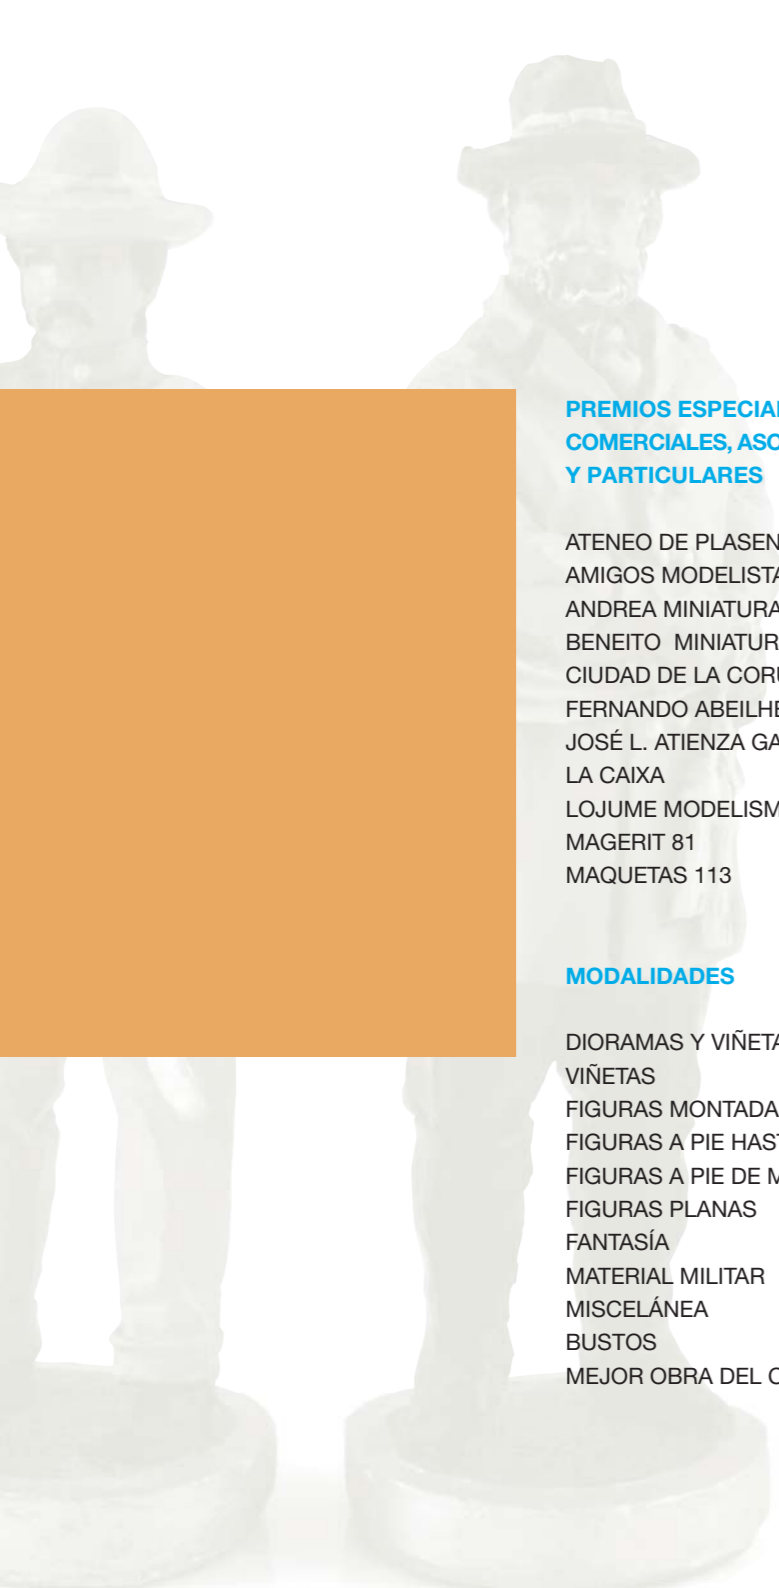 PREMIOS ESPECIA
COMERCIALES, ASO
Y PARTICULARES
ATENEO DE PLASEN
AMIGOS MODELISTA
ANDREA MINIATURA
BENEITO MINIATUR
CIUDAD DE LA CORU
FERNANDO ABEILHE
JOSÉ L. ATIENZA GA
LA CAIXA
LOJUME MODELISM
MAGERIT 81
MAQUETAS 113
MODALIDADES
DIORAMAS Y VIÑETA
VIÑETAS
FIGURAS MONTADA
FIGURAS A PIE HAST
FIGURAS A PIE DE M
FIGURAS PLANAS
FANTASÍA
MATERIAL MILITAR
MISCELÁNEA
BUSTOS
MEJOR OBRA DEL C